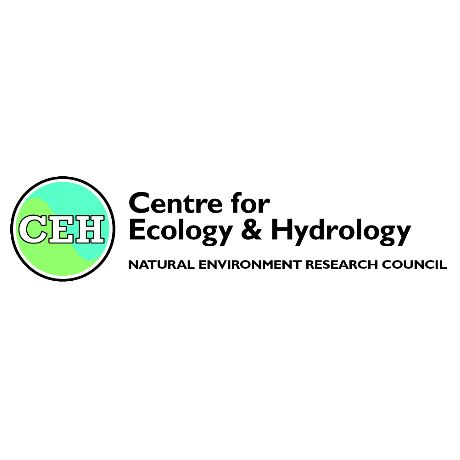 CEH
Centre for
Ecology & Hydrology
NATURAL ENVIRONMENT RESEARCH COUNCIL